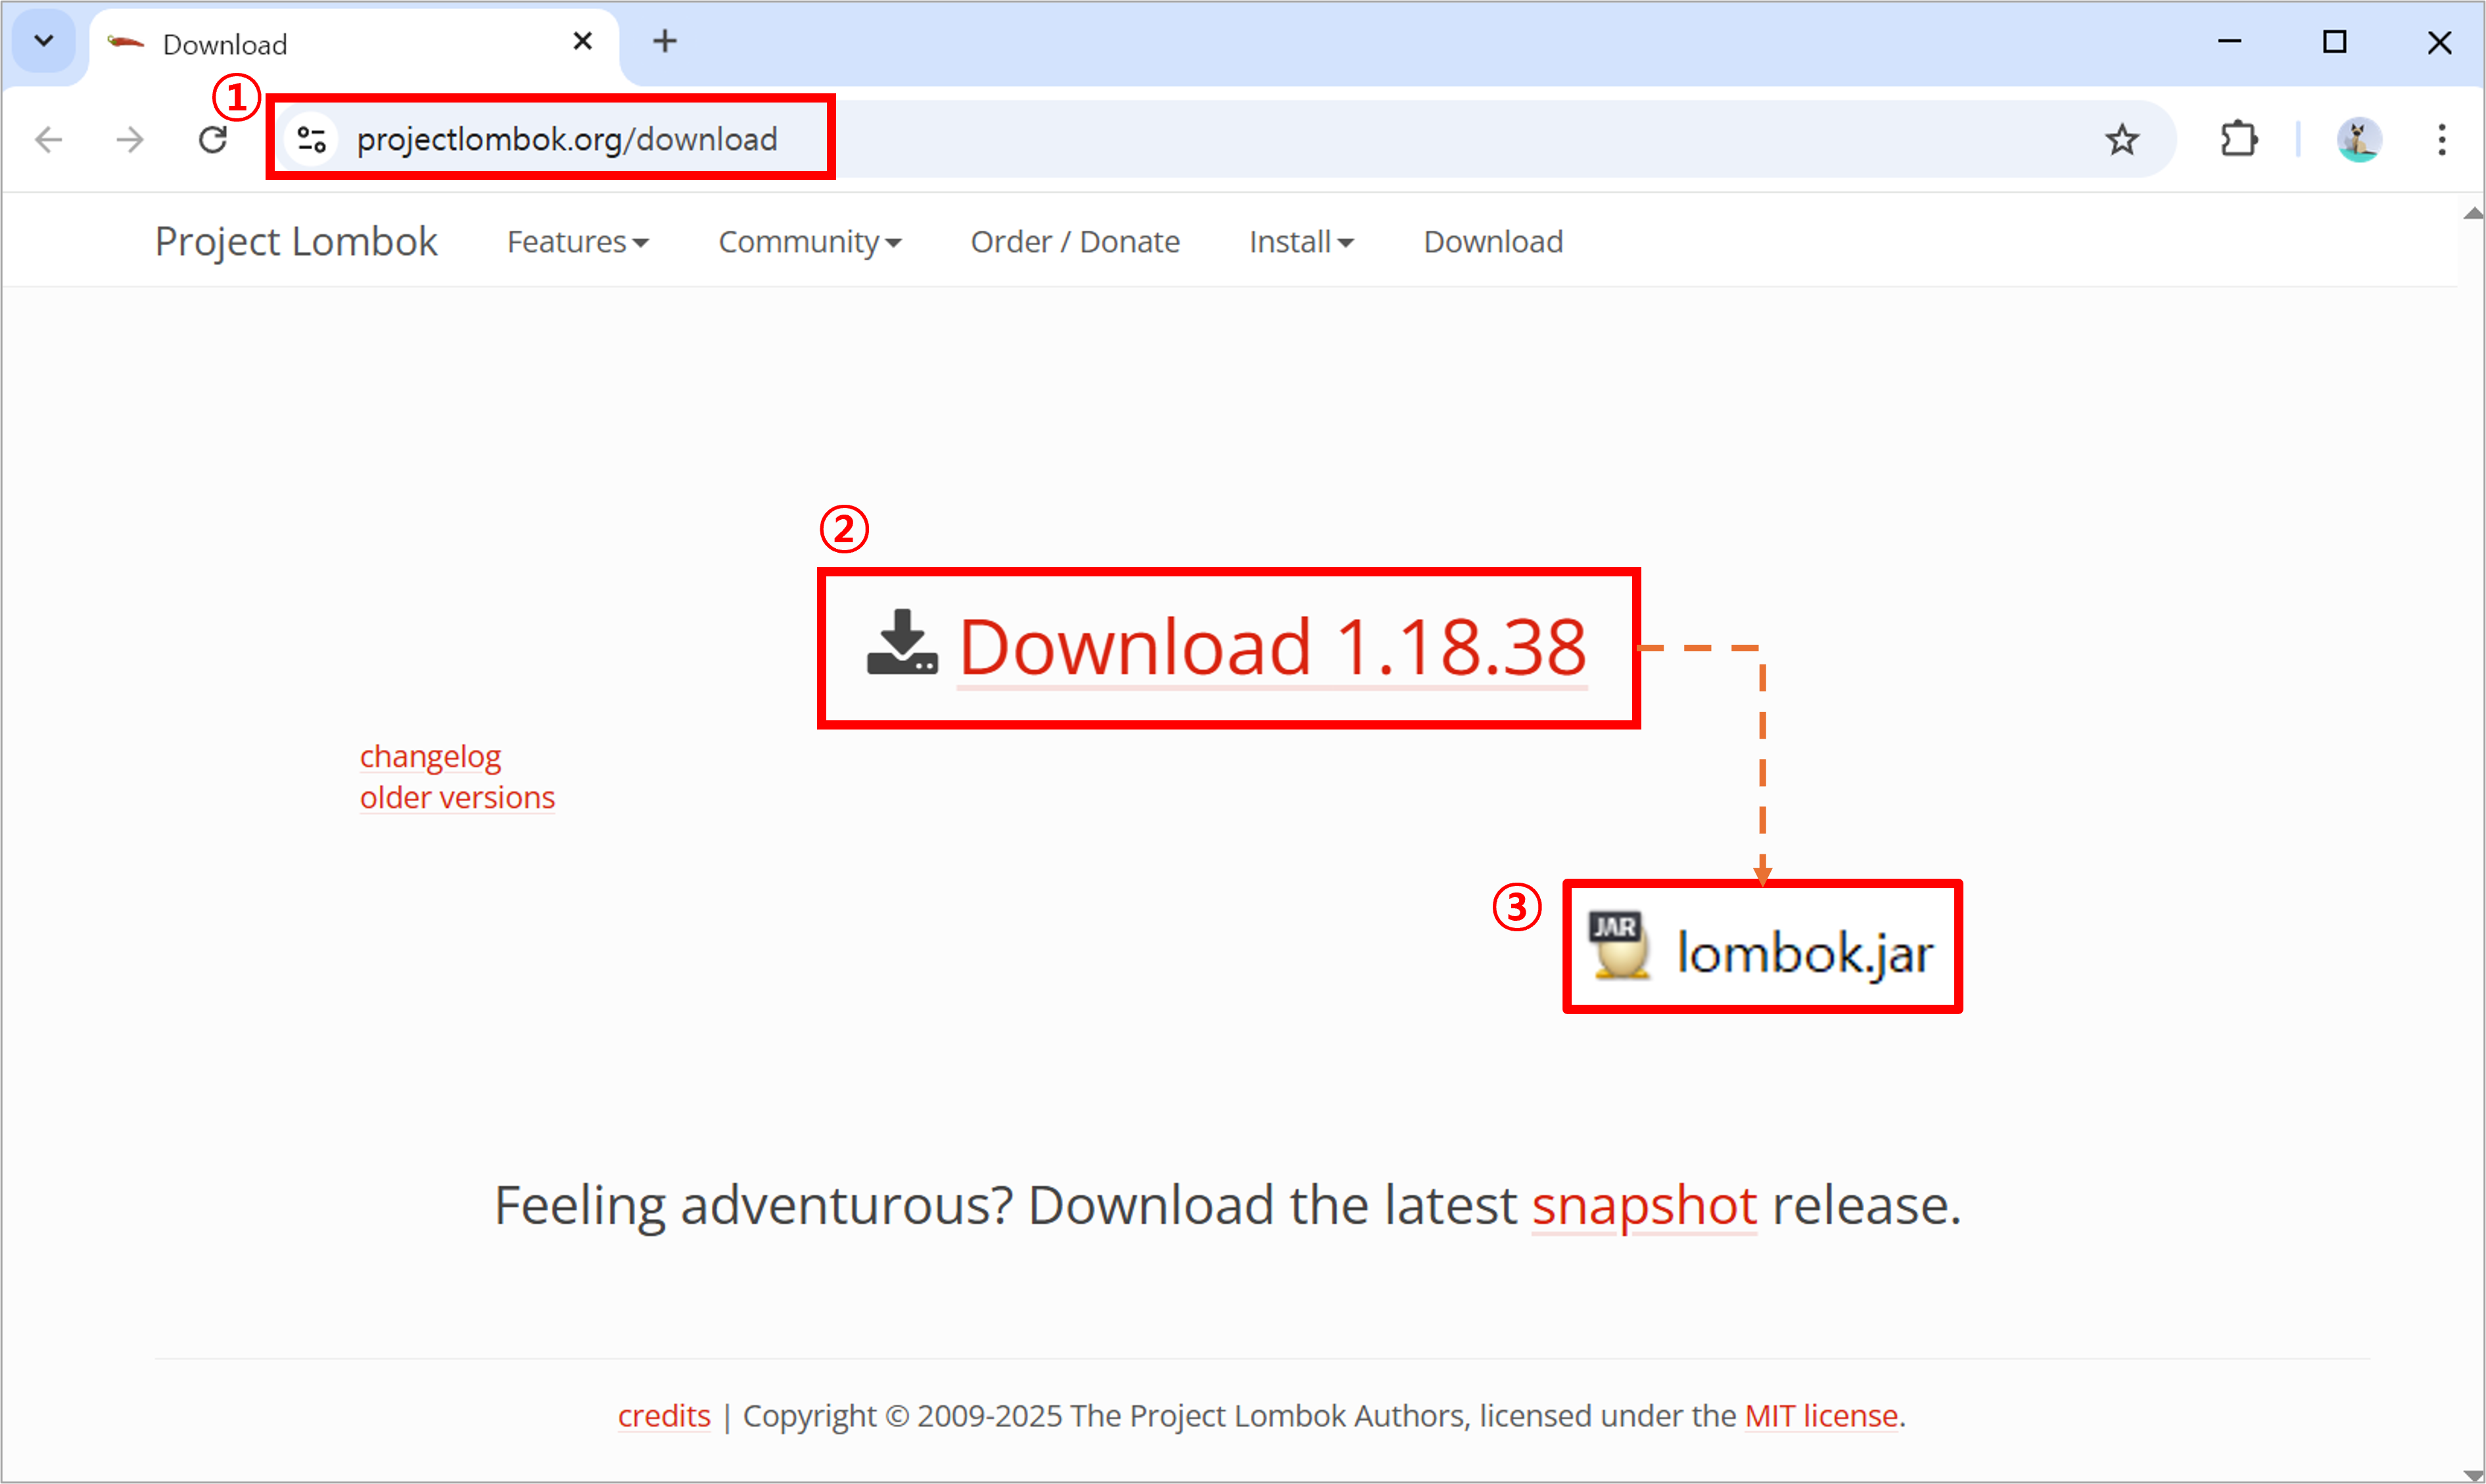 Download
①
projectlombok.org/download
Project Lombok Features Community Order / Donate Install Download
②
Download 1.18.38
changelog
older versions
③
JAR
lombok.jar
Feeling adventurous? Download the latest snapshot release.
credits | Copyright © 2009-2025 The Project Lombok Authors, licensed under the MIT license.